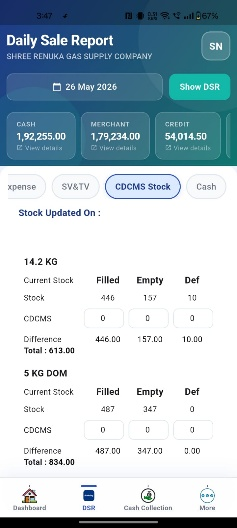 3:47
67%
Daily Sale Report
SHREE RENUKA GAS SUPPLY COMPANY
SN
26 May 2026
Show DSR
CASH
1,92,255.00
View details
MERCHANT
1,79,234.00
View details
CREDIT
54,014.50
View details
xpense
SV&TV
CDCMS Stock
Cash
Stock Updated On :
14.2 KG
Current Stock Filled Empty Def
Stock 446 157 10
CDCMS 0 0 0
Difference 446.00 157.00 10.00
Total : 613.00
5 KG DOM
Current Stock Filled Empty Def
Stock 487 347 0
CDCMS 0 0 0
Difference 487.00 347.00 0.00
Total : 834.00
Dashboard
DSR
Cash Collection
More